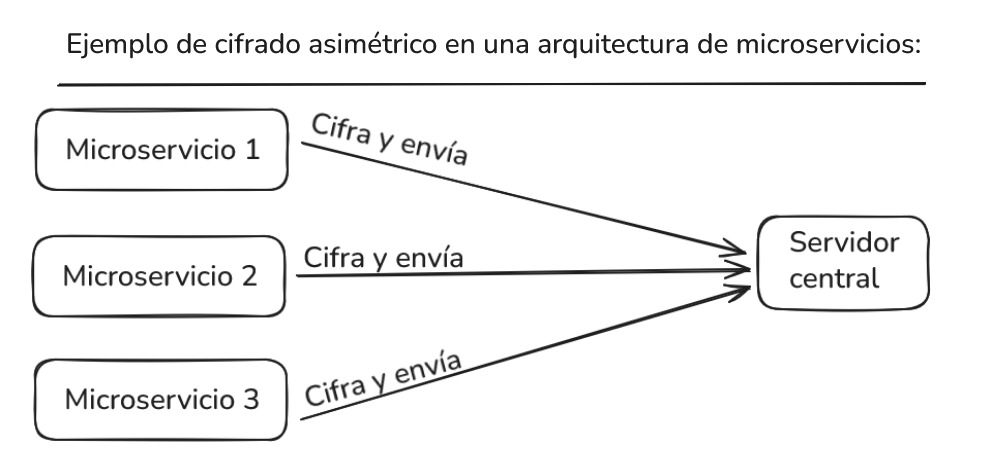 Ejemplo de cifrado asimétrico en una arquitectura de microservicios:
Microservicio 1
Cifra y envía
Microservicio 2
Cifra y envía
Servidor
central
Microservicio 3
Cifra y envía